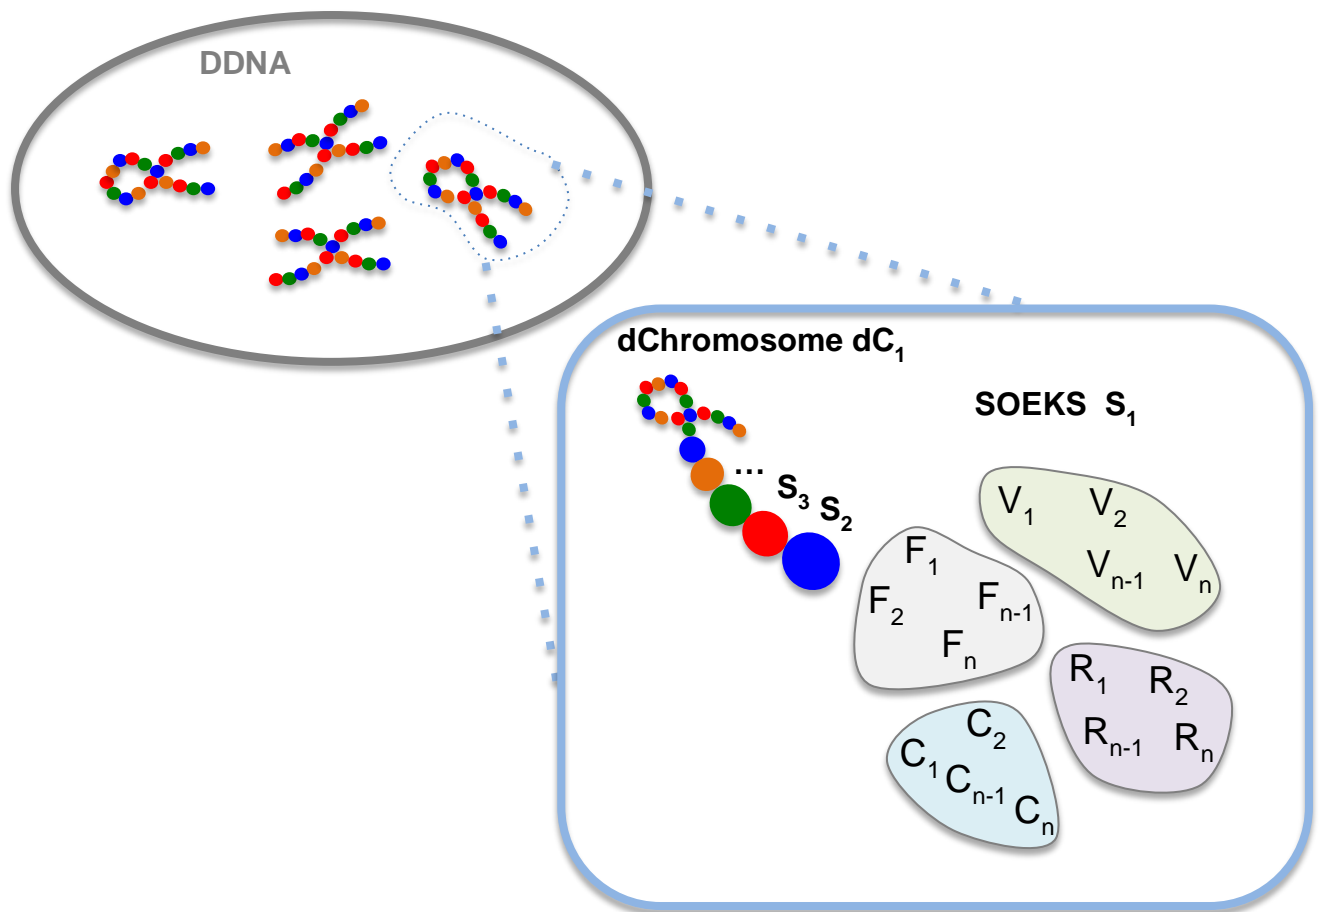 DDNA
dChromosome dC1
SOEKS S1
... S3 S2
V1 V2
Vn-1 Vn
F1
F2 Fn-1
Fn
R1 R2
Rn-1 Rn
C2
C1 Cn-1
Cn